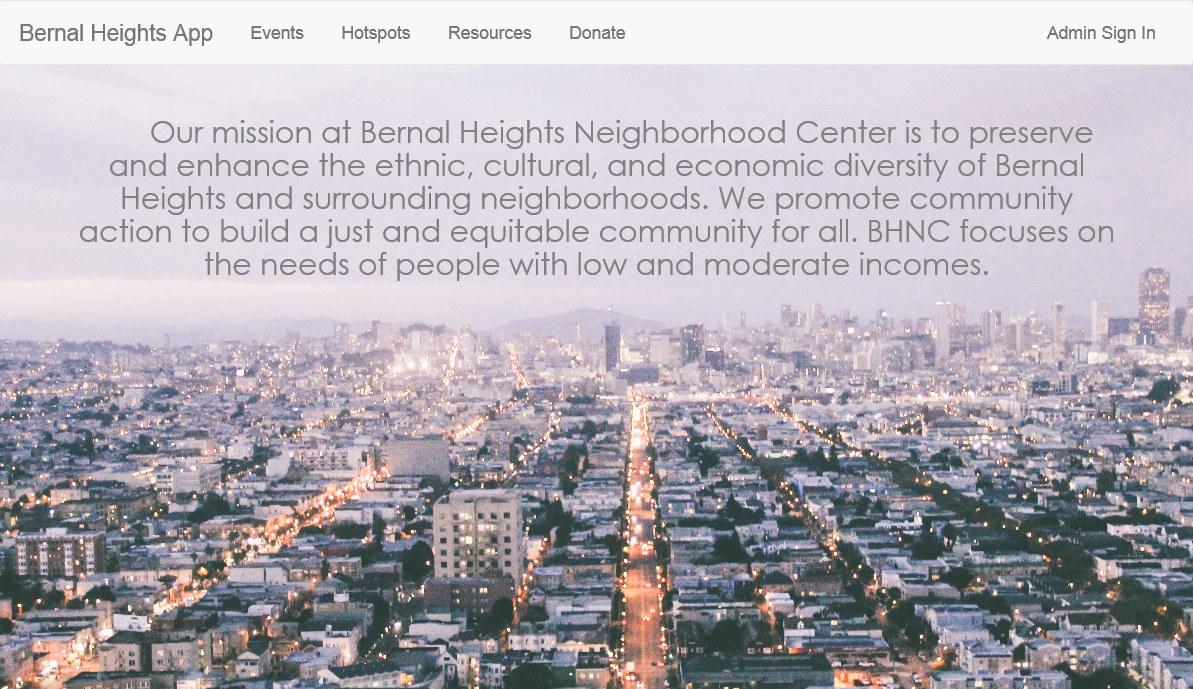 Bernal Heights App Events Hotspots Resources Donate Admin Sign In
Our mission at Bernal Heights Neighborhood Center is to preserve
and enhance the ethnic, cultural, and economic diversity of Bernal
Heights and surrounding neighborhoods. We promote community
action to build a just and equitable community for all. BHNC focuses on
the needs of people with low and moderate incomes.